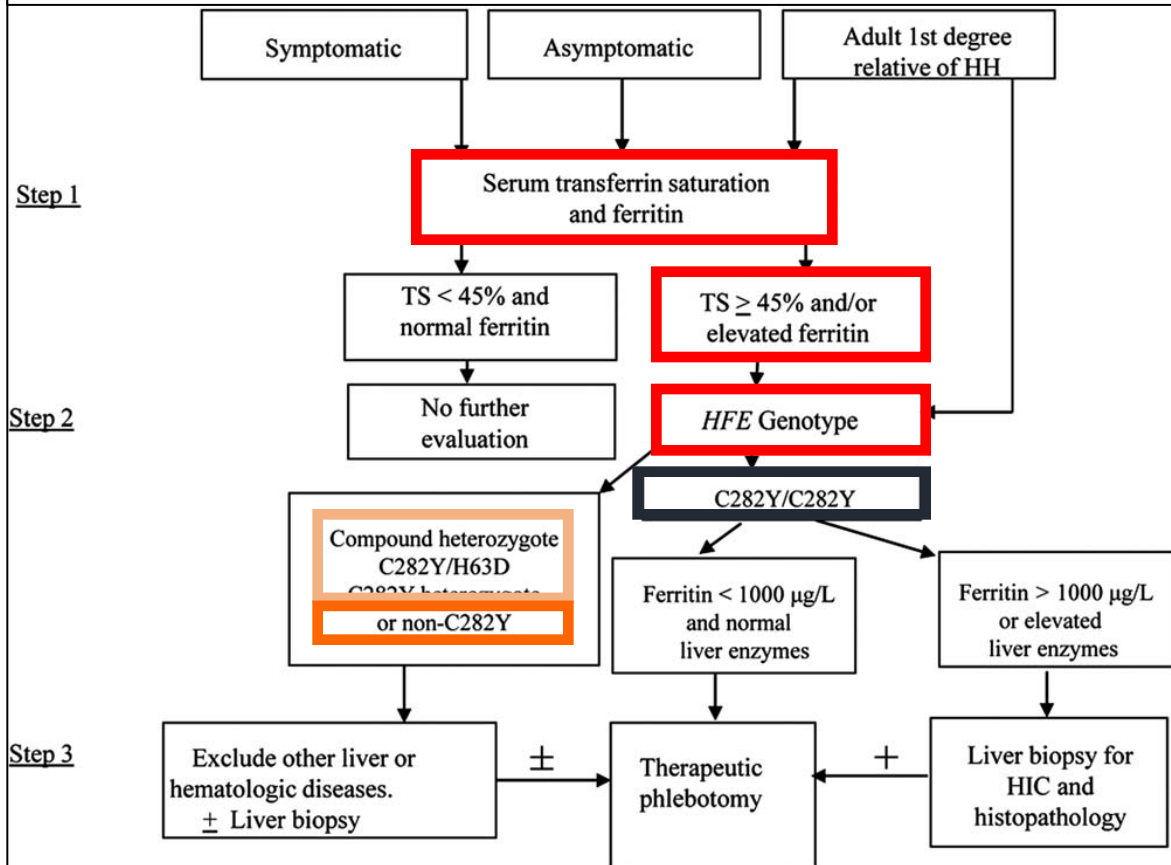 Symptomatic
Asymptomatic
Adult 1st degree
relative of HH
Step 1
Serum transferrin saturation
and ferritin
TS < 45% and
normal ferritin
TS ≥ 45% and/or
elevated ferritin
Step 2
No further
evaluation
HFE Genotype
C282Y/C282Y
Compound heterozygote
C282Y/H63D
C282Y heterozygote
or non-C282Y
Ferritin < 1000 μg/L
and normal
liver enzymes
Ferritin > 1000 μg/L
or elevated
liver enzymes
Step 3
Exclude other liver or
hematologic diseases.
± Liver biopsy
±
Therapeutic
phlebotomy
+
Liver biopsy for
HIC and
histopathology